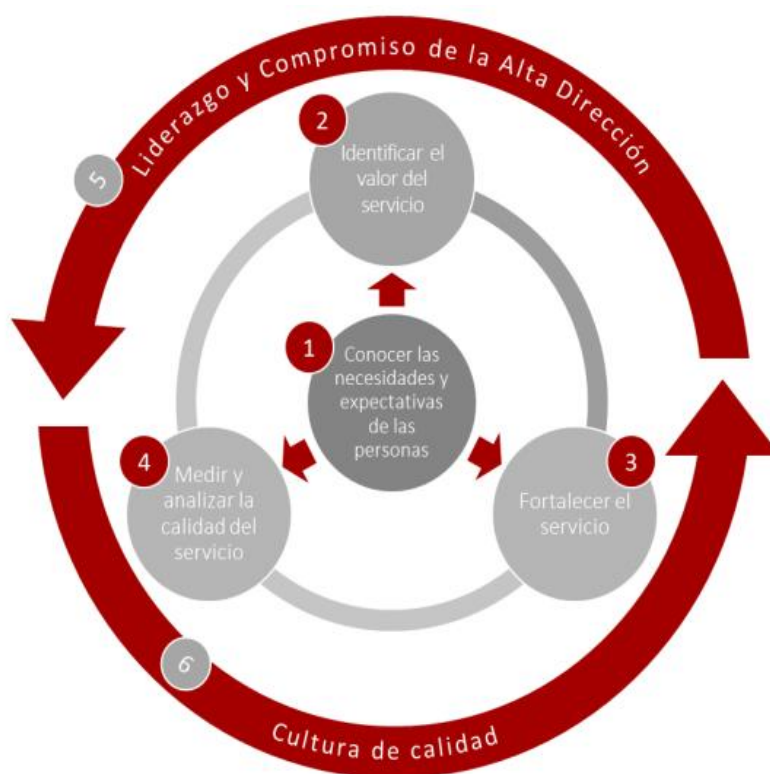 5
Liderazgo y Compromiso de la Alta Dirección
2
Identificar el
valor del
servicio
1
Conocer las
necesidades y
expectativas
de las
personas
4
Medir y
analizar la
calidad del
servicio
3
Fortalecer el
servicio
6
Cultura de calidad